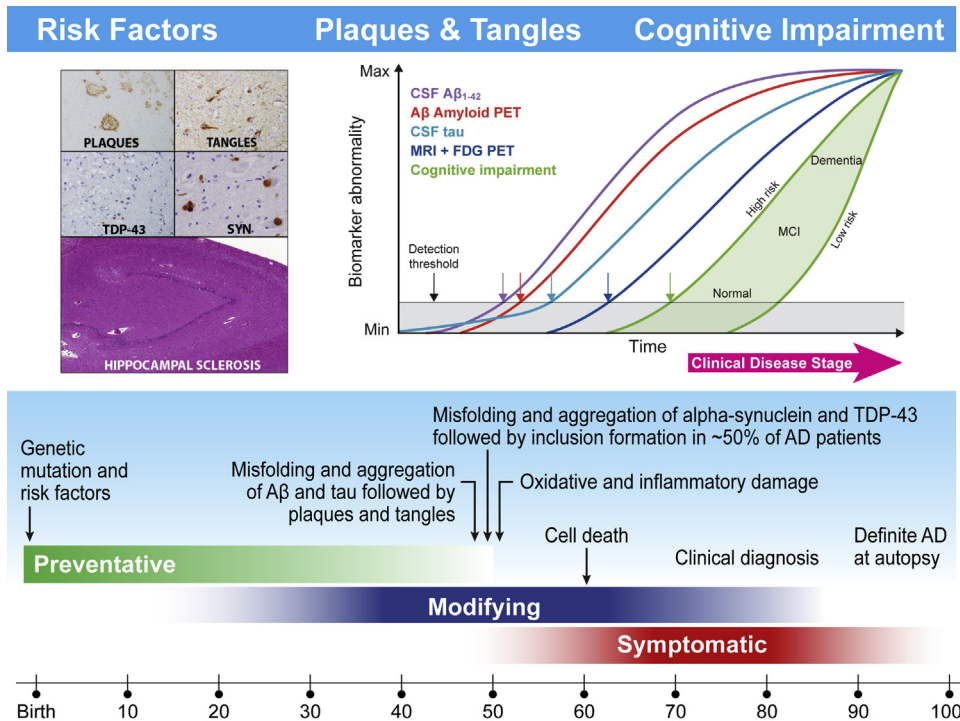 Risk Factors
Plaques & Tangles
Cognitive Impairment
PLAQUES
TANGLES
TDP-43
SYN
HIPPOCAMPAL SCLEROSIS
Max
CSF Aβ1-42
Aβ Amyloid PET
CSF tau
MRI + FDG PET
Cognitive impairment
Biomarker abnormality
Detection
threshold
High risk
Dementia
MCI
Low risk
Normal
Min
Time
Clinical Disease Stage
Misfolding and aggregation of alpha-synuclein and TDP-43
followed by inclusion formation in ~50% of AD patients
Genetic
mutation and
risk factors
Misfolding and aggregation
of Aβ and tau followed by
plaques and tangles
Oxidative and inflammatory damage
Cell death
Clinical diagnosis
Definite AD
at autopsy
Preventative
Modifying
Symptomatic
Birth 10 20 30 40 50 60 70 80 90 100